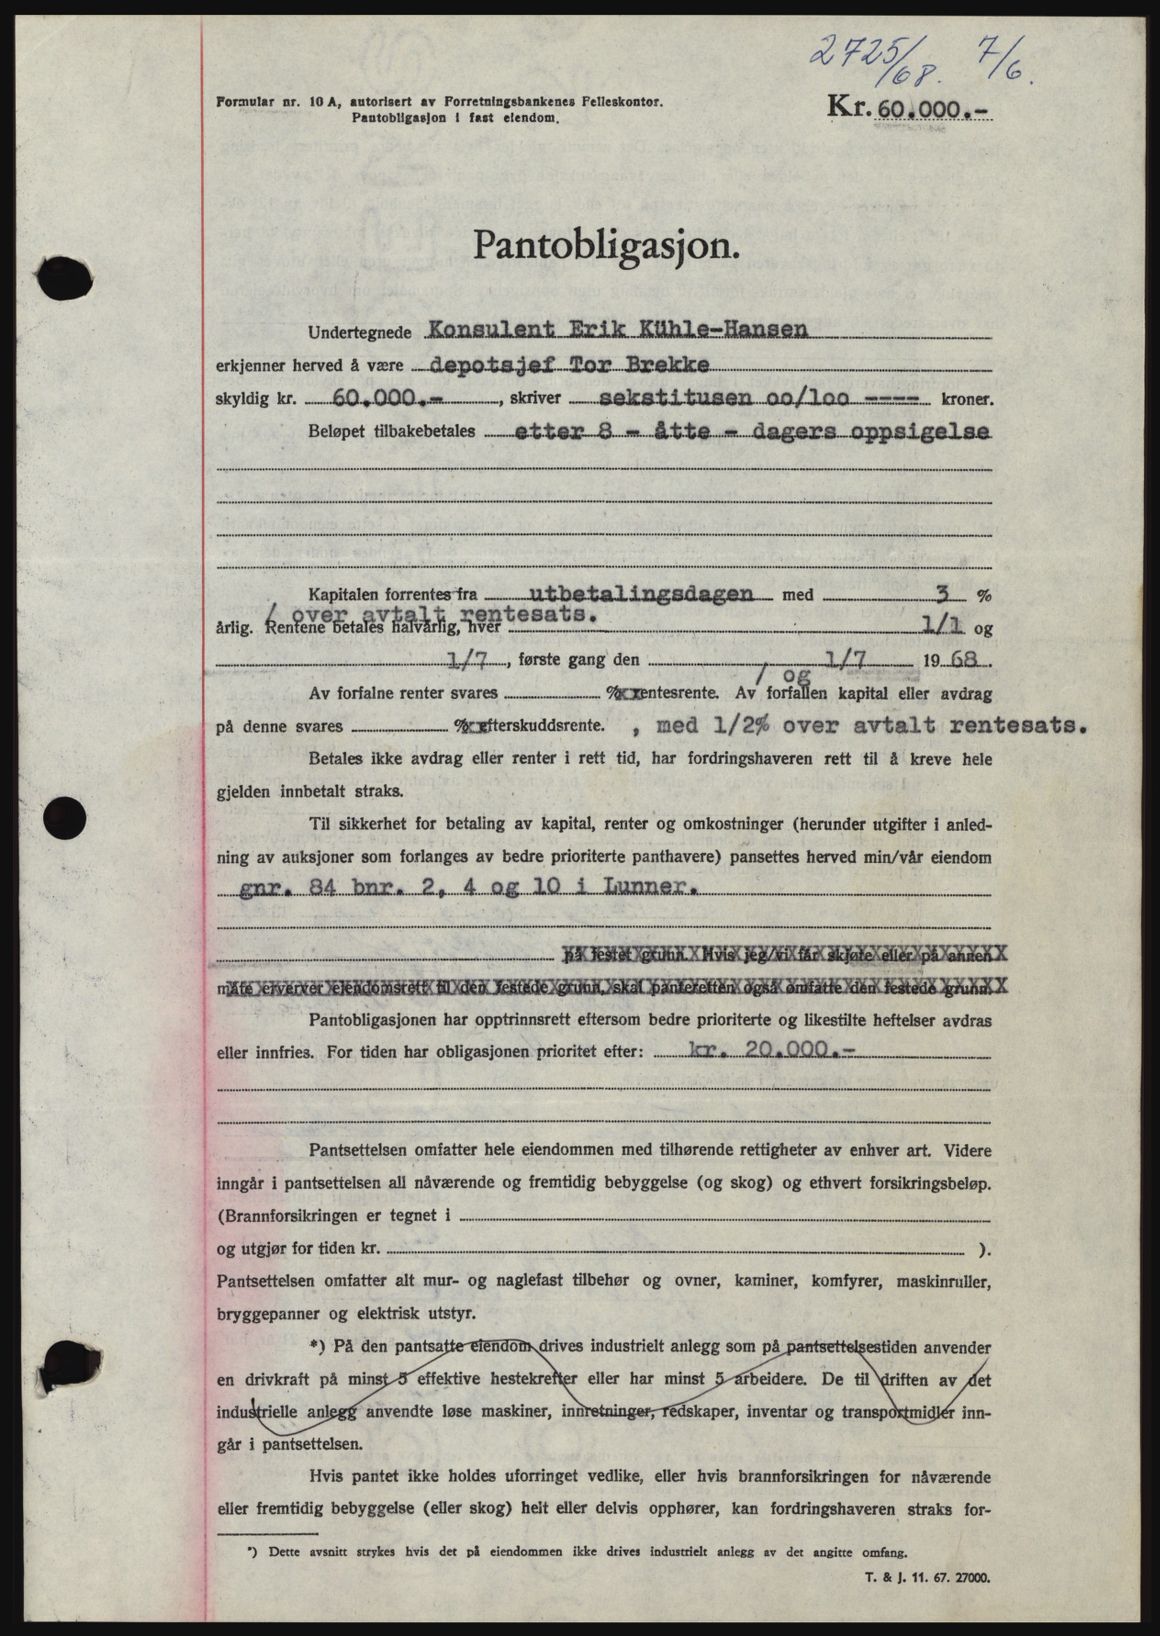 2725/68. 7/6.
Formular nr. 10 A, autorisert av Forretningsbankenes Felleskontor.
Pantobligasjon i fast eiendom.
Kr. 60.000.-
Pantobligasjon.
Undertegnede Konsulent Erik Kühle-Hansen
erkjenner herved å være depotsjef Tor Brekke
skyldig kr. 60.000.-, skriver sekstitusen oo/loo ---- kroner.
Beløpet tilbakebetales etter 8 - åtte - dagers oppsigelse
Kapitalen forrentes fra utbetalingsdagen med 3 %
/ over avtalt rentesats.
årlig. Rentene betales halvårlig, hver 1/1 og
1/7, første gang den 1/7 1968.
/ og
Av forfalne renter svares % rentesrente. Av forfallen kapital eller avdrag
på denne svares % efterskuddsrente. , med 1/2% over avtalt rentesats.
Betales ikke avdrag eller renter i rett tid, har fordringshaveren rett til å kreve hele
gjelden innbetalt straks.
Til sikkerhet for betaling av kapital, renter og omkostninger (herunder utgifter i anled-
ning av auksjoner som forlanges av bedre prioriterte panthavere) pansettes herved min/vår eiendom
gnr. 84 bnr. 2, 4 og 10 i Lunner.
på festet grunn. Hvis jeg/vi får skjøte eller på annen
måte erverver eiendomsrett til den festede grunn, skal panteretten også omfatte den festede grunn.
Pantobligasjonen har opptrinnsrett eftersom bedre prioriterte og likestilte heftelser avdras
eller innfries. For tiden har obligasjonen prioritet efter: kr. 20.000.-
Pantsettelsen omfatter hele eiendommen med tilhørende rettigheter av enhver art. Videre
inngår i pantsettelsen all nåværende og fremtidig bebyggelse (og skog) og ethvert forsikringsbeløp.
(Brannforsikringen er tegnet i
og utgjør for tiden kr. ).
Pantsettelsen omfatter alt mur- og naglefast tilbehør og ovner, kaminer, komfyrer, maskinruller,
bryggepanner og elektrisk utstyr.
*) På den pantsatte eiendom drives industrielt anlegg som på pantsettelsestiden anvender
en drivkraft på minst 5 effektive hestekrefter eller har minst 5 arbeidere. De til driften av det
industrielle anlegg anvendte løse maskiner, innretninger, redskaper, inventar og transportmidler inn-
går i pantsettelsen.
Hvis pantet ikke holdes uforringet vedlike, eller hvis brannforsikringen for nåværende
eller fremtidig bebyggelse (eller skog) helt eller delvis opphører, kan fordringshaveren straks for-
*) Dette avsnitt strykes hvis det på eiendommen ikke drives industrielt anlegg av det angitte omfang.
T. & J. 11. 67. 27000.